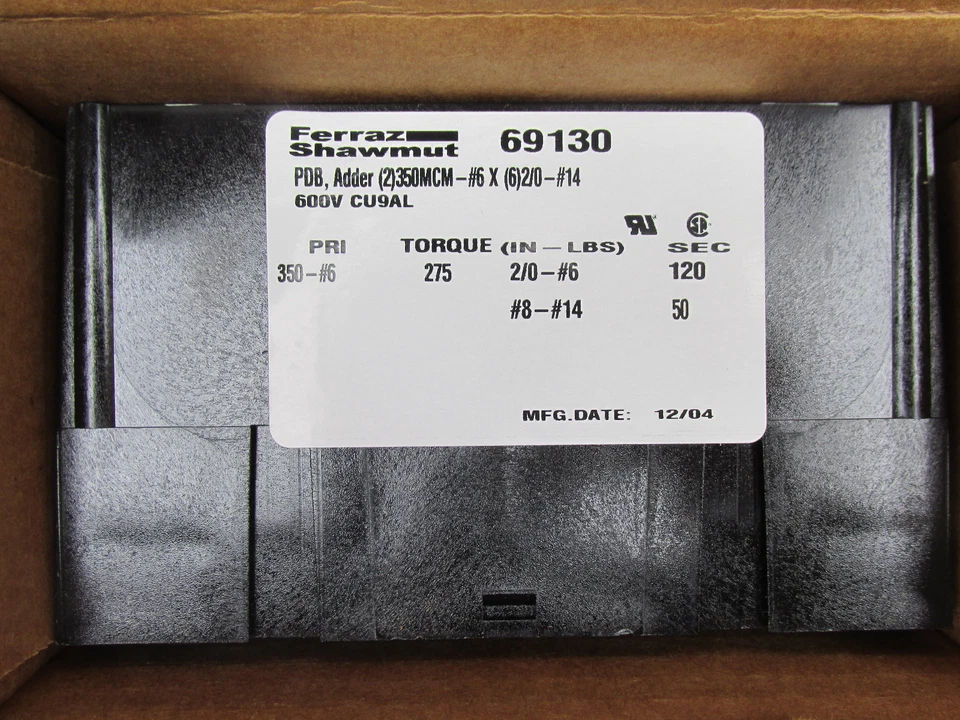 Ferraz Shawmut 69130
PDB, Adder (2)350MCM-#6 X (6)2/0-#14
600V CU9AL
PRI TORQUE (IN-LBS) SEC
350-#6 275 2/0-#6 120
#8-#14 50
MFG.DATE: 12/04